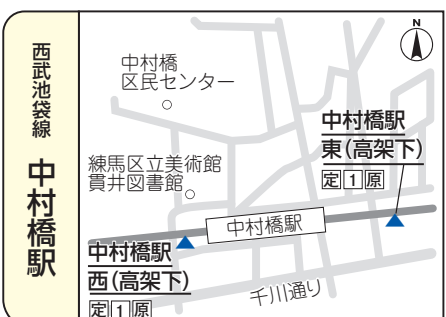 西武池袋線 中村橋駅
N
中村橋
区民センター
中村橋駅
東(高架下)
定1原
練馬区立美術館
貫井図書館
中村橋駅
中村橋駅
西(高架下)
定1原
千川通り